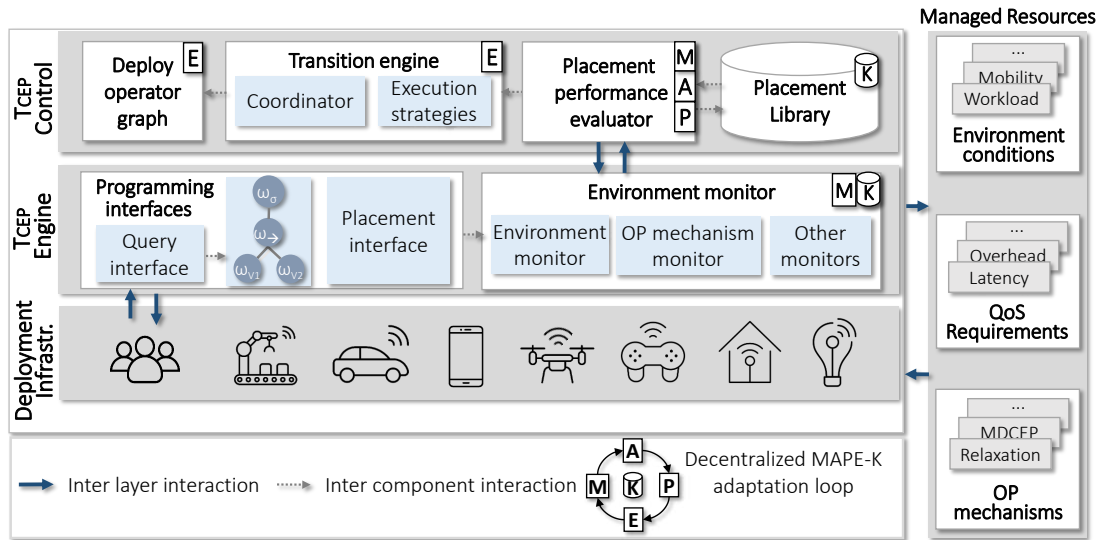 Managed Resources
TCEP
Control
Deploy
operator
graph
E
Transition engine
E
Coordinator
Execution
strategies
Placement
performance
evaluator
M
A
P
K
Placement
Library
...
Mobility
Workload
Environment
conditions
TCEP
Engine
Programming
interfaces
Query
interface
ωσ
ω→
ωV1
ωV2
Placement
interface
Environment monitor
M
K
Environment
monitor
OP mechanism
monitor
Other
monitors
...
Overhead
Latency
QoS
Requirements
Deployment
Infrastr.
...
MDCEP
Relaxation
OP
mechanisms
Inter layer interaction
Inter component interaction
A
M
K
P
E
Decentralized MAPE-K
adaptation loop